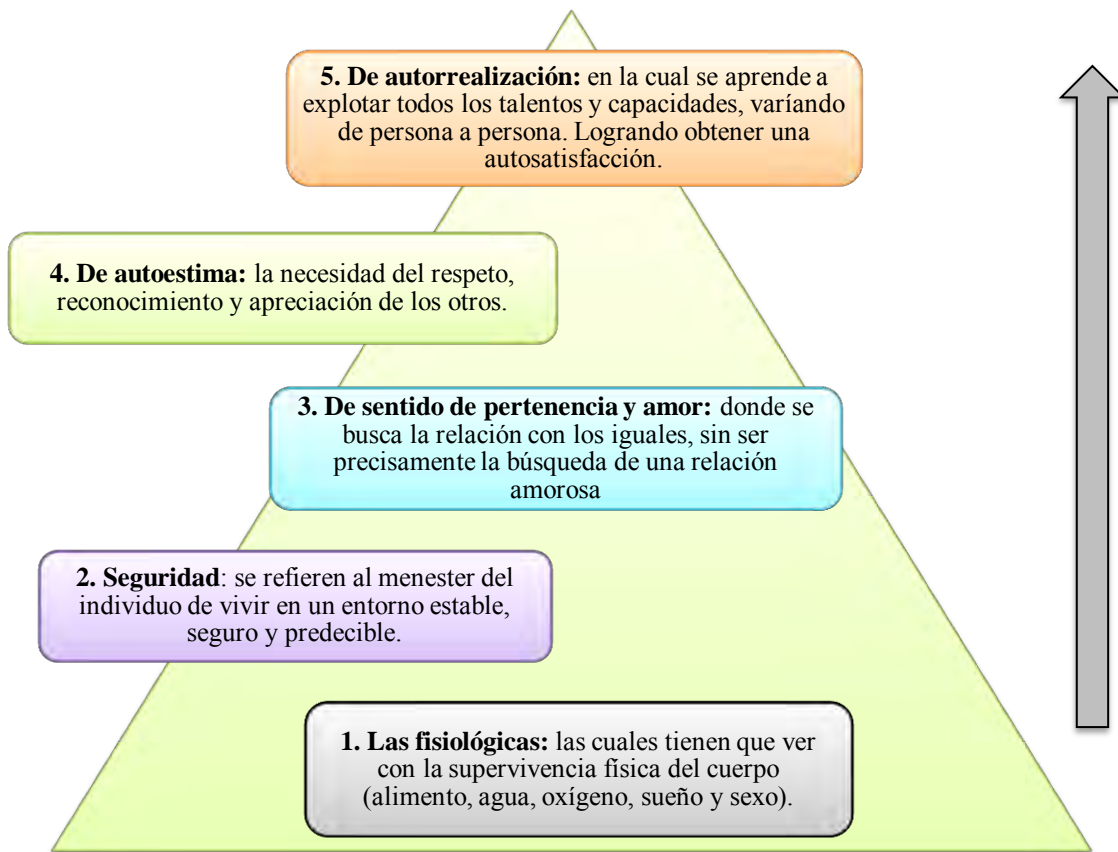 5. De autorrealización: en la cual se aprende a
explotar todos los talentos y capacidades, varíando
de persona a persona. Logrando obtener una
autosatisfacción.
4. De autoestima: la necesidad del respeto,
reconocimiento y apreciación de los otros.
3. De sentido de pertenencia y amor: donde se
busca la relación con los iguales, sin ser
precisamente la búsqueda de una relación
amorosa
2. Seguridad: se refieren al menester del
individuo de vivir en un entorno estable,
seguro y predecible.
1. Las fisiológicas: las cuales tienen que ver
con la supervivencia física del cuerpo
(alimento, agua, oxígeno, sueño y sexo).